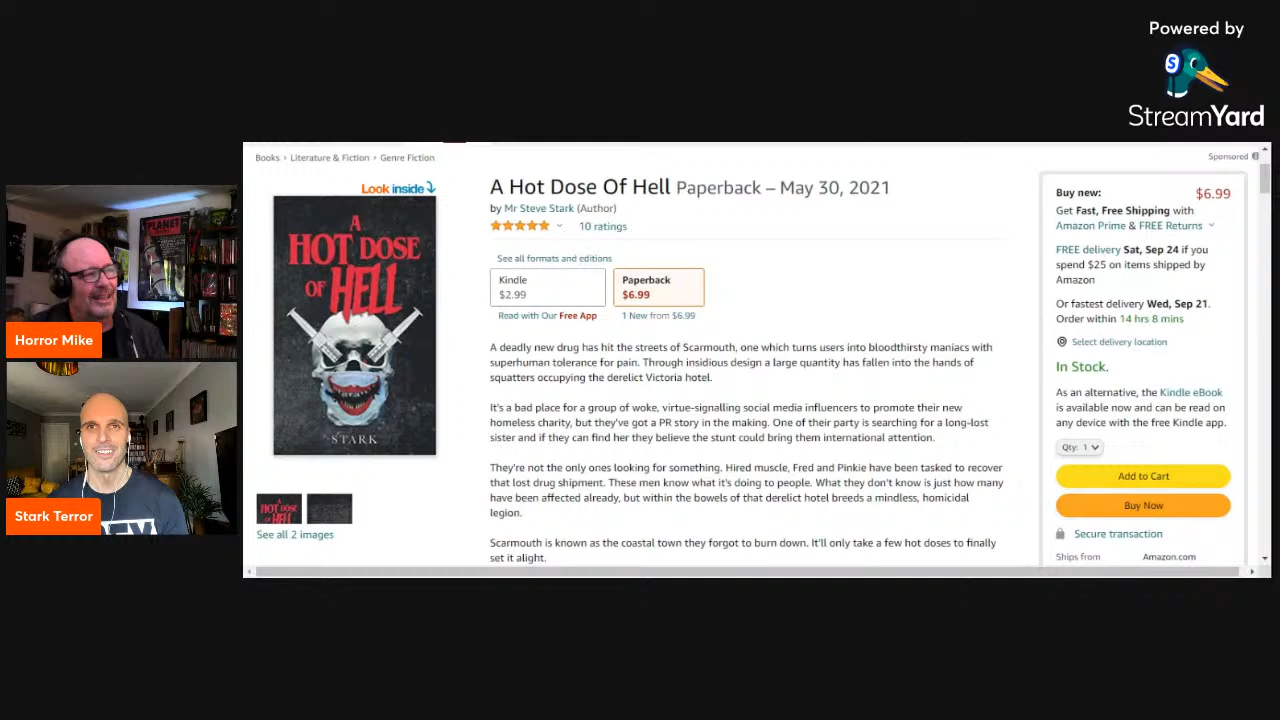 Powered by
StreamYard
Books › Literature & Fiction › Genre Fiction
Sponsored
Look inside
A
HOT DOSE
OF HELL
STARK
See all 2 images
A Hot Dose Of Hell Paperback – May 30, 2021
by Mr Steve Stark (Author)
10 ratings
See all formats and editions
Kindle
$2.99
Read with Our Free App
Paperback
$6.99
1 New from $6.99
A deadly new drug has hit the streets of Scarmouth, one which turns users into bloodthirsty maniacs with
superhuman tolerance for pain. Through insidious design a large quantity has fallen into the hands of
squatters occupying the derelict Victoria hotel.
It's a bad place for a group of woke, virtue-signalling social media influencers to promote their new
homeless charity, but they've got a PR story in the making. One of their party is searching for a long-lost
sister and if they can find her they believe the stunt could bring them international attention.
They're not the only ones looking for something. Hired muscle, Fred and Pinkie have been tasked to recover
that lost drug shipment. These men know what it's doing to people. What they don't know is just how many
have been affected already, but within the bowels of that derelict hotel breeds a mindless, homicidal
legion.
Scarmouth is known as the coastal town they forgot to burn down. It'll only take a few hot doses to finally
set it alight.
Buy new:
$6.99
Get Fast, Free Shipping with
Amazon Prime & FREE Returns
FREE delivery Sat, Sep 24 if you
spend $25 on items shipped by
Amazon
Or fastest delivery Wed, Sep 21.
Order within 14 hrs 8 mins
Select delivery location
In Stock.
As an alternative, the Kindle eBook
is available now and can be read on
any device with the free Kindle app.
Qty: 1
Add to Cart
Buy Now
Secure transaction
Ships from Amazon.com
PLANET
Horror Mike
Stark Terror